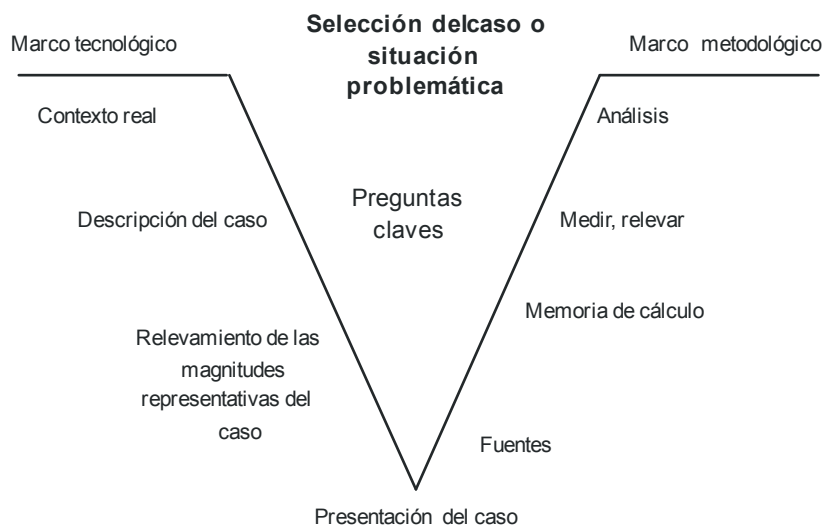 Selección delcaso o
situación
problemática
Marco tecnológico
Marco metodológico
Contexto real
Análisis
Preguntas
claves
Descripción del caso
Medir, relevar
Memoria de cálculo
Relevamiento de las
magnitudes
representativas del
caso
Fuentes
Presentación del caso